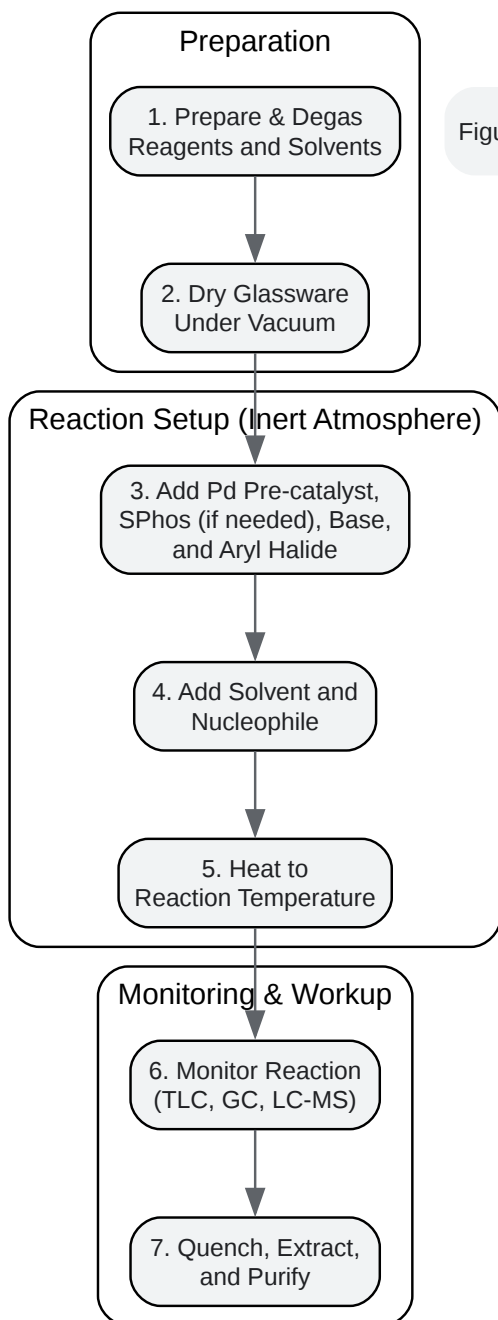 Preparation
1. Prepare & Degas
Reagents and Solvents
Figu
2. Dry Glassware
Under Vacuum
Reaction Setup (Inert Atmosphere)
3. Add Pd Pre-catalyst,
SPhos (if needed), Base,
and Aryl Halide
4. Add Solvent and
Nucleophile
5. Heat to
Reaction Temperature
Monitoring & Workup
6. Monitor Reaction
(TLC, GC, LC-MS)
7. Quench, Extract,
and Purify